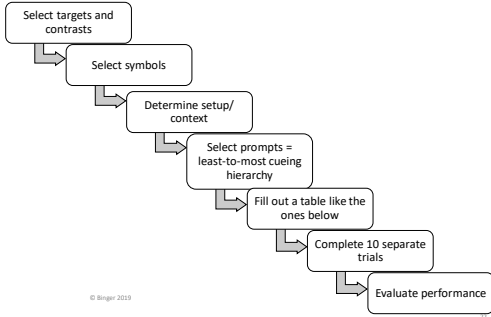 Select targets and
contrasts
Select symbols
Determine setup/
context
Select prompts =
least-to-most cueing
hierarchy
Fill out a table like the
ones below
Complete 10 separate
trials
Evaluate performance
© Binger 2019